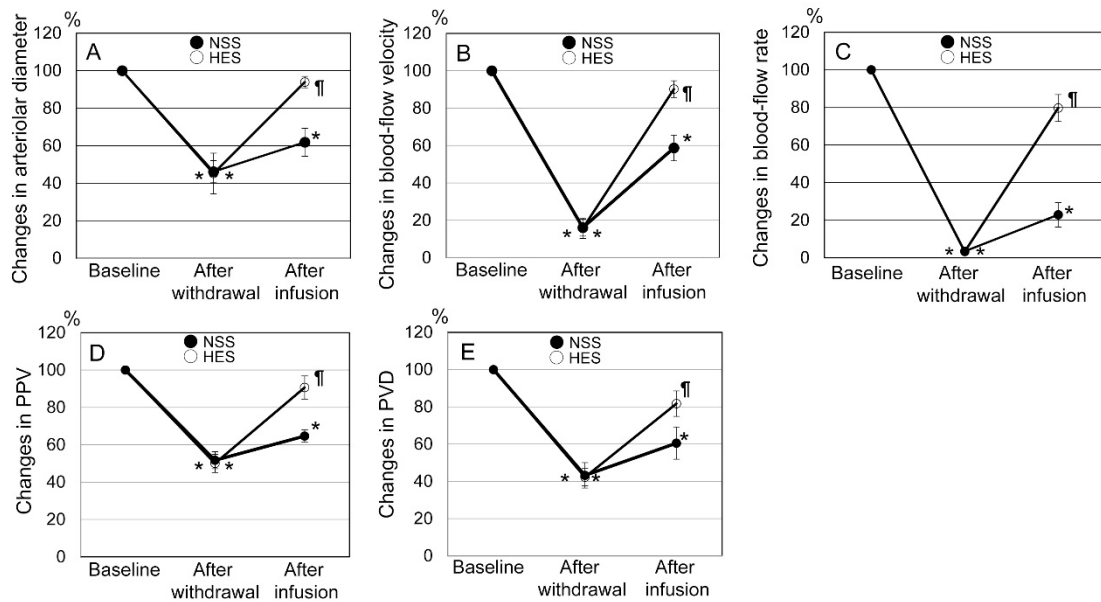 %
A
NSS
HES
Changes in arteriolar diameter
120
100
80
60
40
20
0
* *
¶
*
Baseline
After withdrawal
After infusion
%
B
NSS
HES
Changes in blood-flow velocity
120
100
80
60
40
20
0
* *
¶
*
Baseline
After withdrawal
After infusion
%
C
NSS
HES
Changes in blood-flow rate
120
100
80
60
40
20
0
* *
¶
*
Baseline
After withdrawal
After infusion
%
D
NSS
HES
Changes in PPV
120
100
80
60
40
20
0
* *
¶
*
Baseline
After withdrawal
After infusion
%
E
NSS
HES
Changes in PVD
120
100
80
60
40
20
0
* *
¶
*
Baseline
After withdrawal
After infusion